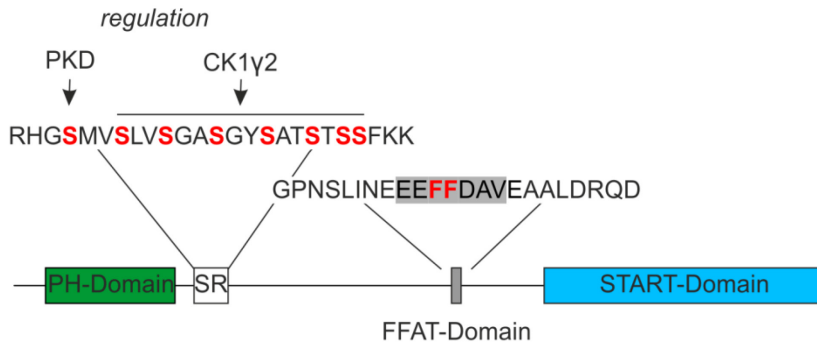 regulation
PKD CK1γ2
RHGSMVSLVSGASGYSATSTSSFKK
GPNSLINEEEFFDAVEAALDRQD
PH-Domain SR START-Domain
FFAT-Domain